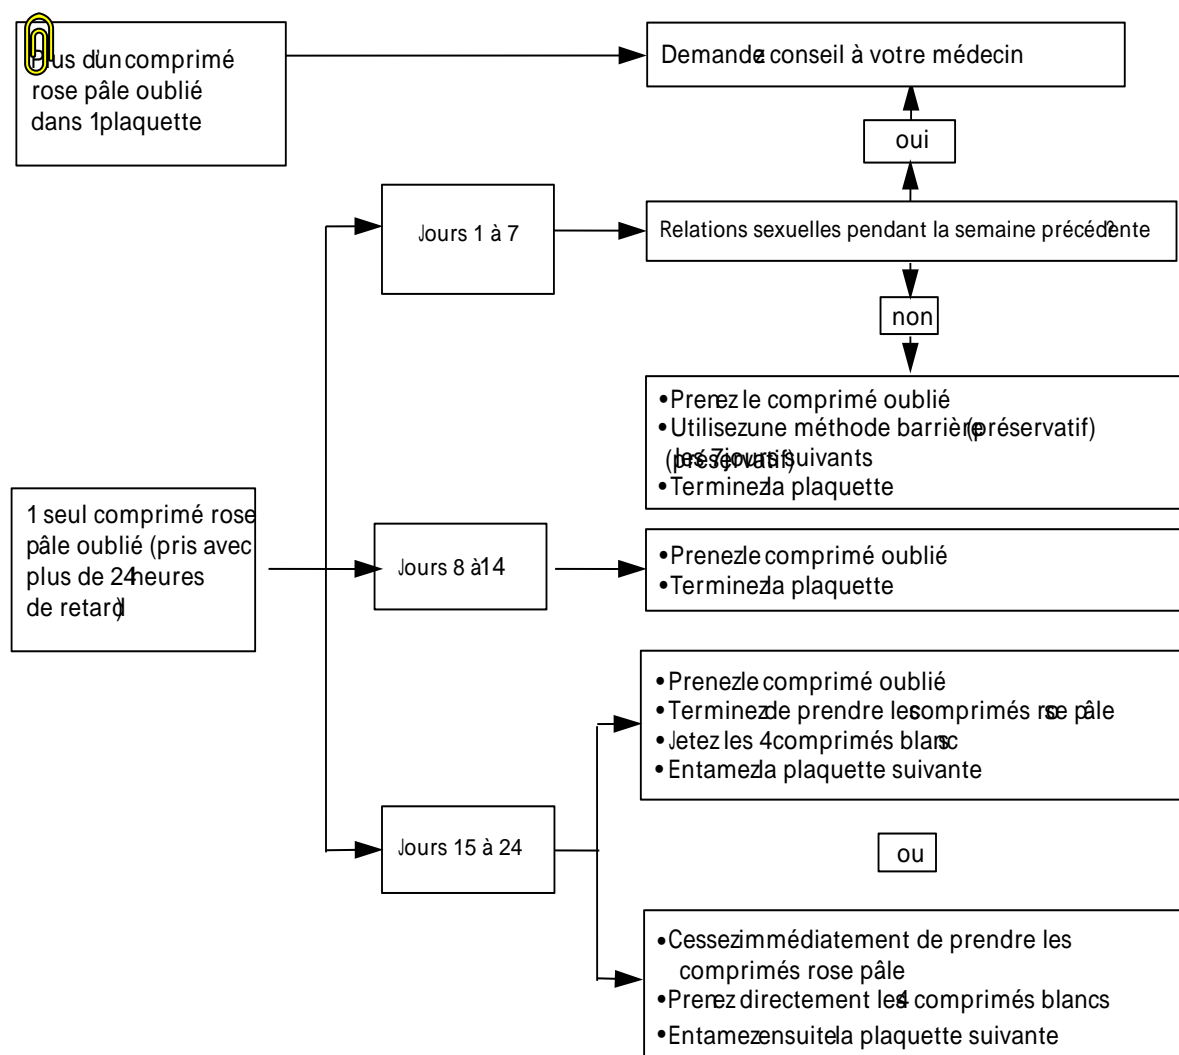 Plus d'un comprimé
rose pâle oublié
dans 1 plaquette
Demandez conseil à votre médecin
oui
Jours 1 à 7
Relations sexuelles pendant la semaine précédente ?
non
• Prenez le comprimé oublié
• Utilisez une méthode barrière (préservatif)
(préservatif) les 7 jours suivants
• Terminez la plaquette
1 seul comprimé rose
pâle oublié (pris avec
plus de 24 heures
de retard)
Jours 8 à 14
• Prenez le comprimé oublié
• Terminez la plaquette
Jours 15 à 24
• Prenez le comprimé oublié
• Terminez de prendre les comprimés rose pâle
• Jetez les 4 comprimés blancs
• Entamez la plaquette suivante
ou
• Cessez immédiatement de prendre les
comprimés rose pâle
• Prenez directement les 4 comprimés blancs
• Entamez ensuite la plaquette suivante